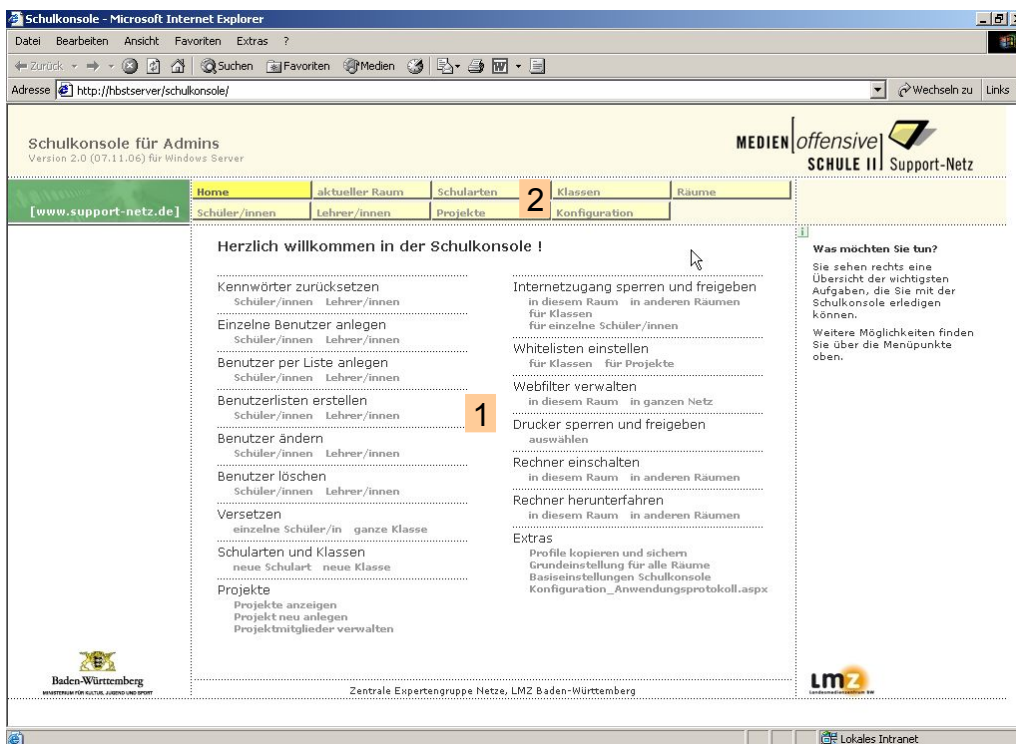 Schulkonsole - Microsoft Internet Explorer
Datei Bearbeiten Ansicht Favoriten Extras ?
Zurück Suchen Favoriten Medien
Adresse http://hbstserver/schulkonsole/ Wechseln zu Links
Schulkonsole für Admins
Version 2.0 (07.11.06) für Windows Server
MEDIEN offensive
SCHULE II Support-Netz
[www.support-netz.de]
Home aktueller Raum Schularten Klassen Räume
2
Schüler/innen Lehrer/innen Projekte Konfiguration
Herzlich willkommen in der Schulkonsole !
Kennwörter zurücksetzen
Schüler/innen Lehrer/innen
Einzelne Benutzer anlegen
Schüler/innen Lehrer/innen
Benutzer per Liste anlegen
Schüler/innen Lehrer/innen
Benutzerlisten erstellen
Schüler/innen Lehrer/innen
Benutzer ändern
Schüler/innen Lehrer/innen
Benutzer löschen
Schüler/innen Lehrer/innen
Versetzen
einzelne Schüler/in ganze Klasse
Schularten und Klassen
neue Schulart neue Klasse
Projekte
Projekte anzeigen
Projekt neu anlegen
Projektmitglieder verwalten
1
Internetzugang sperren und freigeben
in diesem Raum in anderen Räumen
für Klassen
für einzelne Schüler/innen
Whitelisten einstellen
für Klassen für Projekte
Webfilter verwalten
in diesem Raum in ganzen Netz
Drucker sperren und freigeben
auswählen
Rechner einschalten
in diesem Raum in anderen Räumen
Rechner herunterfahren
in diesem Raum in anderen Räumen
Extras
Profile kopieren und sichern
Grundeinstellung für alle Räume
Basiseinstellungen Schulkonsole
Konfiguration_Anwendungsprotokoll.aspx
i
Was möchten Sie tun?
Sie sehen rechts eine
Übersicht der wichtigsten
Aufgaben, die Sie mit der
Schulkonsole erledigen
können.
Weitere Möglichkeiten finden
Sie über die Menüpunkte
oben.
Baden-Württemberg
MINISTERIUM FÜR KULTUS, JUGEND UND SPORT
Zentrale Expertengruppe Netze, LMZ Baden-Württemberg
LMZ
Landesmedienzentrum BW
Lokales Intranet